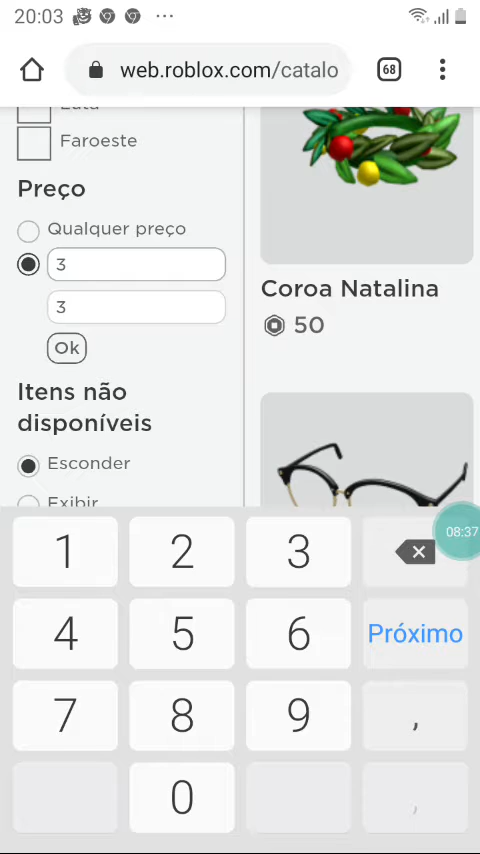 20:03
web.roblox.com/catalo
68
Luta
Faroeste
Preço
Qualquer preço
3
3
Ok
Itens não
disponíveis
Esconder
Exibir
Coroa Natalina
50
08:37
1 2 3
4 5 6 Próximo
7 8 9 ,
0 ,